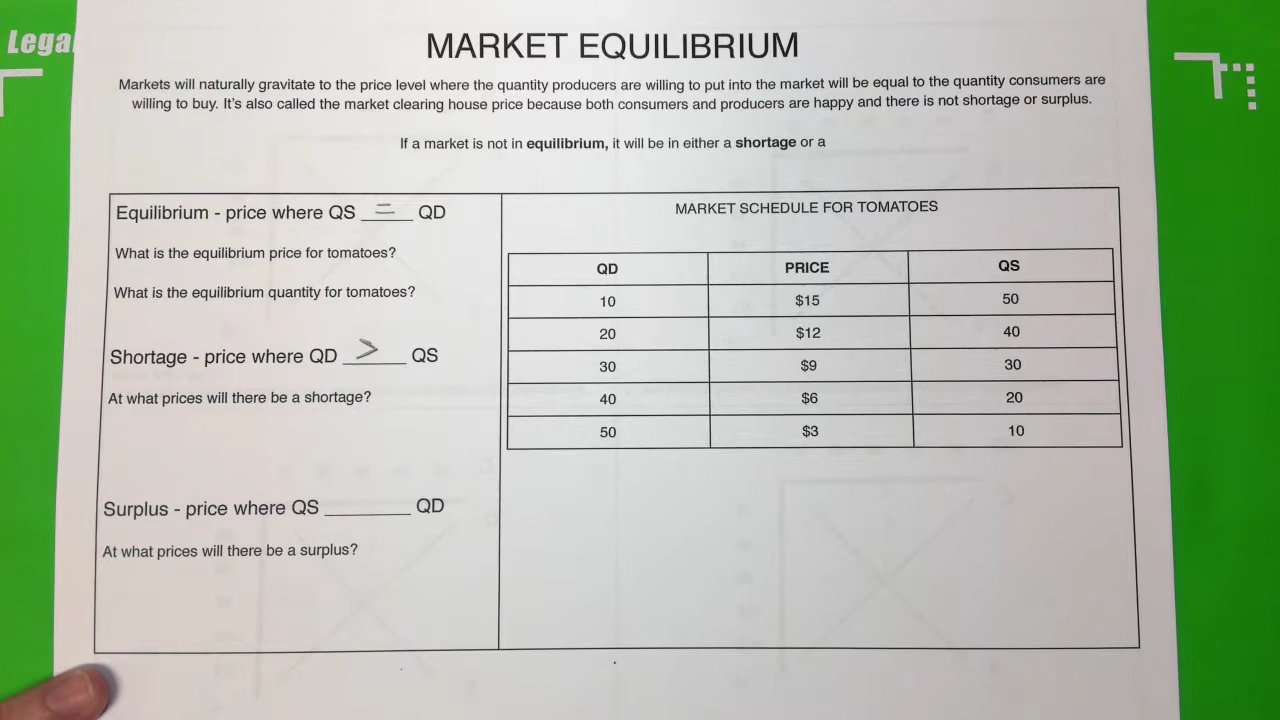 Legal
MARKET EQUILIBRIUM
Markets will naturally gravitate to the price level where the quantity producers are willing to put into the market will be equal to the quantity consumers are
willing to buy. It's also called the market clearing house price because both consumers and producers are happy and there is not shortage or surplus.
If a market is not in equilibrium, it will be in either a shortage or a
Equilibrium - price where QS = QD
What is the equilibrium price for tomatoes?
What is the equilibrium quantity for tomatoes?
Shortage - price where QD > QS
At what prices will there be a shortage?
Surplus - price where QS ________ QD
At what prices will there be a surplus?
MARKET SCHEDULE FOR TOMATOES
QD PRICE QS
10 $15 50
20 $12 40
30 $9 30
40 $6 20
50 $3 10